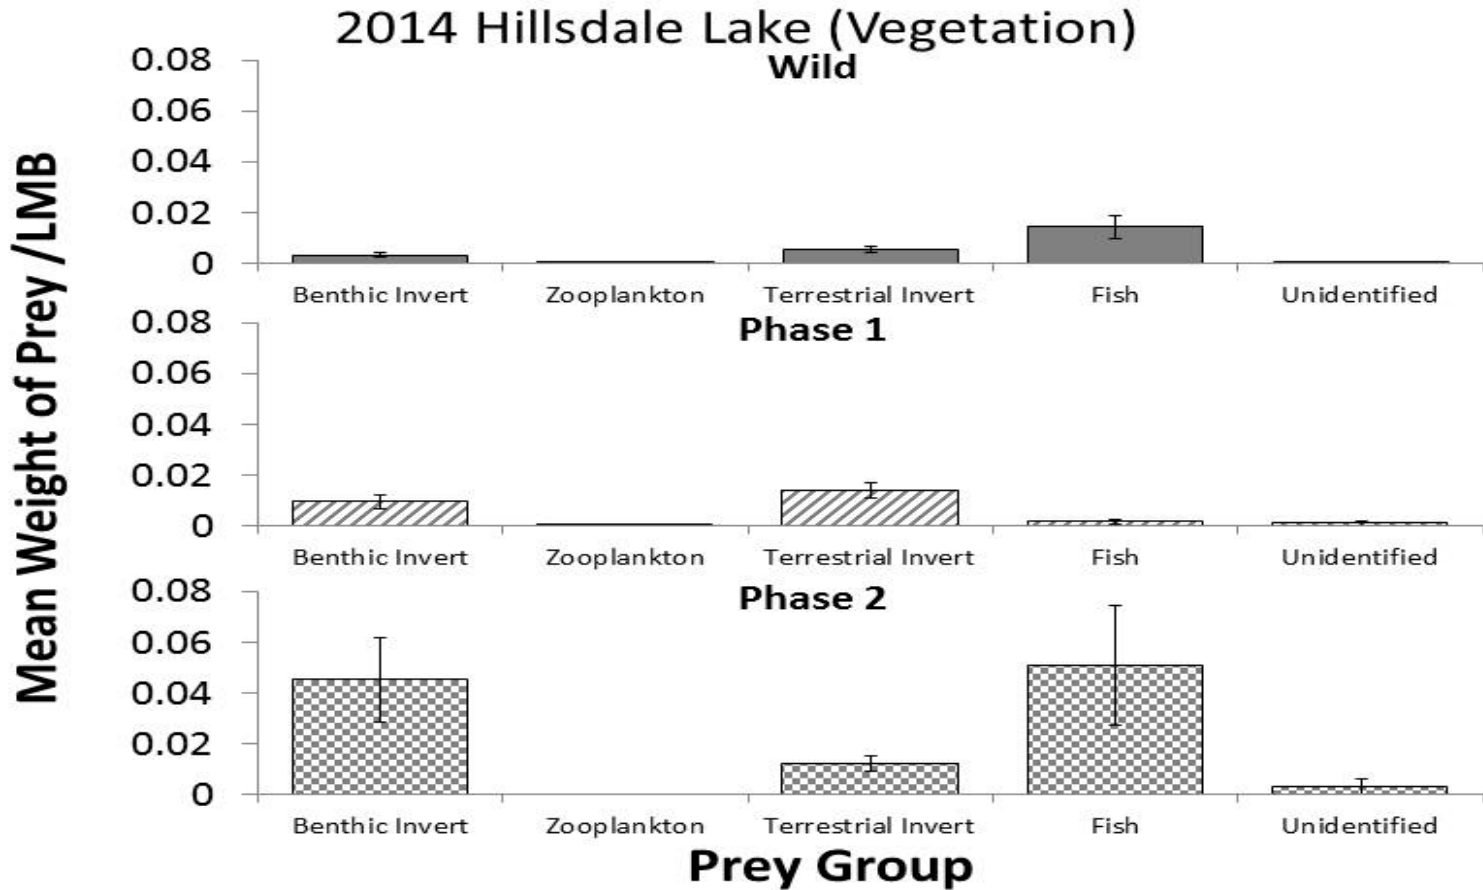 2014 Hillsdale Lake (Vegetation)
Mean Weight of Prey /LMB
Wild
0.08
0.06
0.04
0.02
0
Benthic Invert Zooplankton Terrestrial Invert Fish Unidentified
Phase 1
0.08
0.06
0.04
0.02
0
Benthic Invert Zooplankton Terrestrial Invert Fish Unidentified
Phase 2
0.08
0.06
0.04
0.02
0
Benthic Invert Zooplankton Terrestrial Invert Fish Unidentified
Prey Group